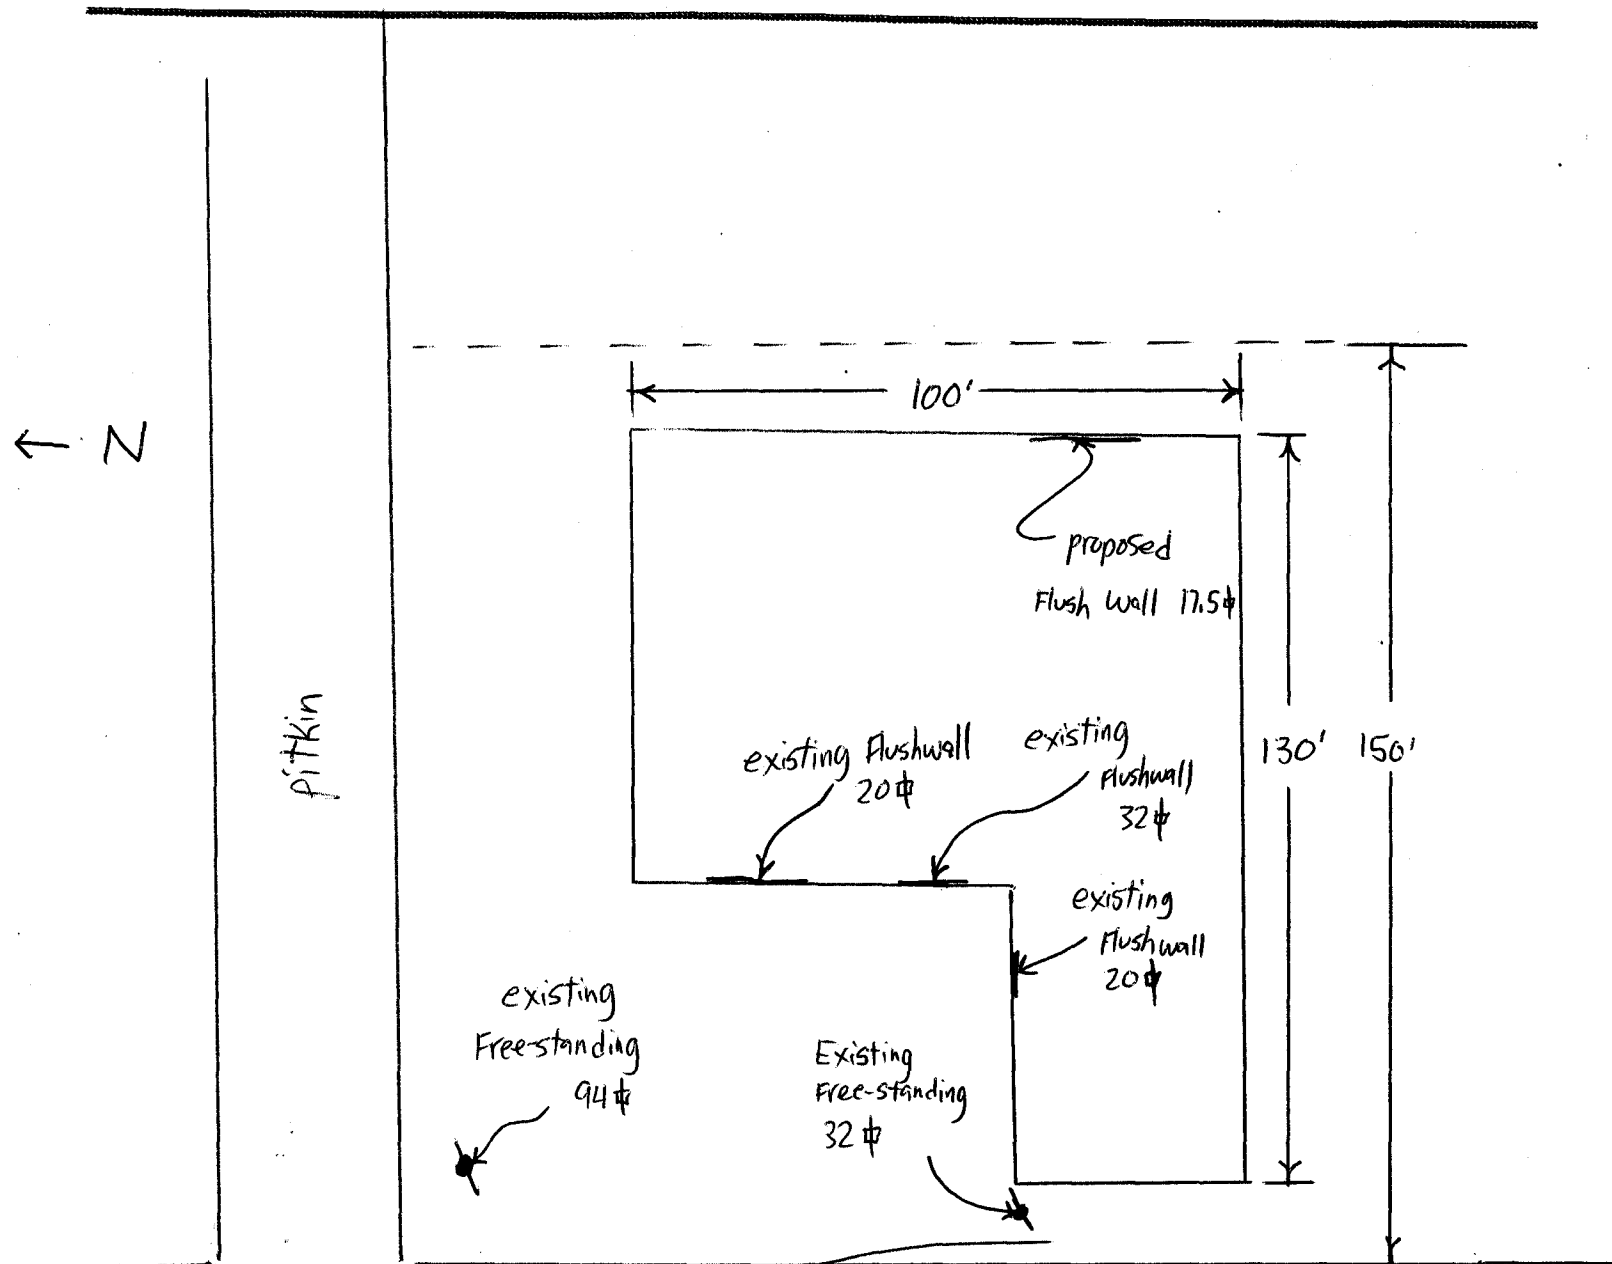 100'
← N
proposed
Flush Wall 17.5⌽
pitkin
existing Flushwall
20⌽
existing
Flushwall
32⌽
130'
150'
existing
Flushwall
20⌽
existing
Free-standing
94⌽
Existing
Free-standing
32⌽